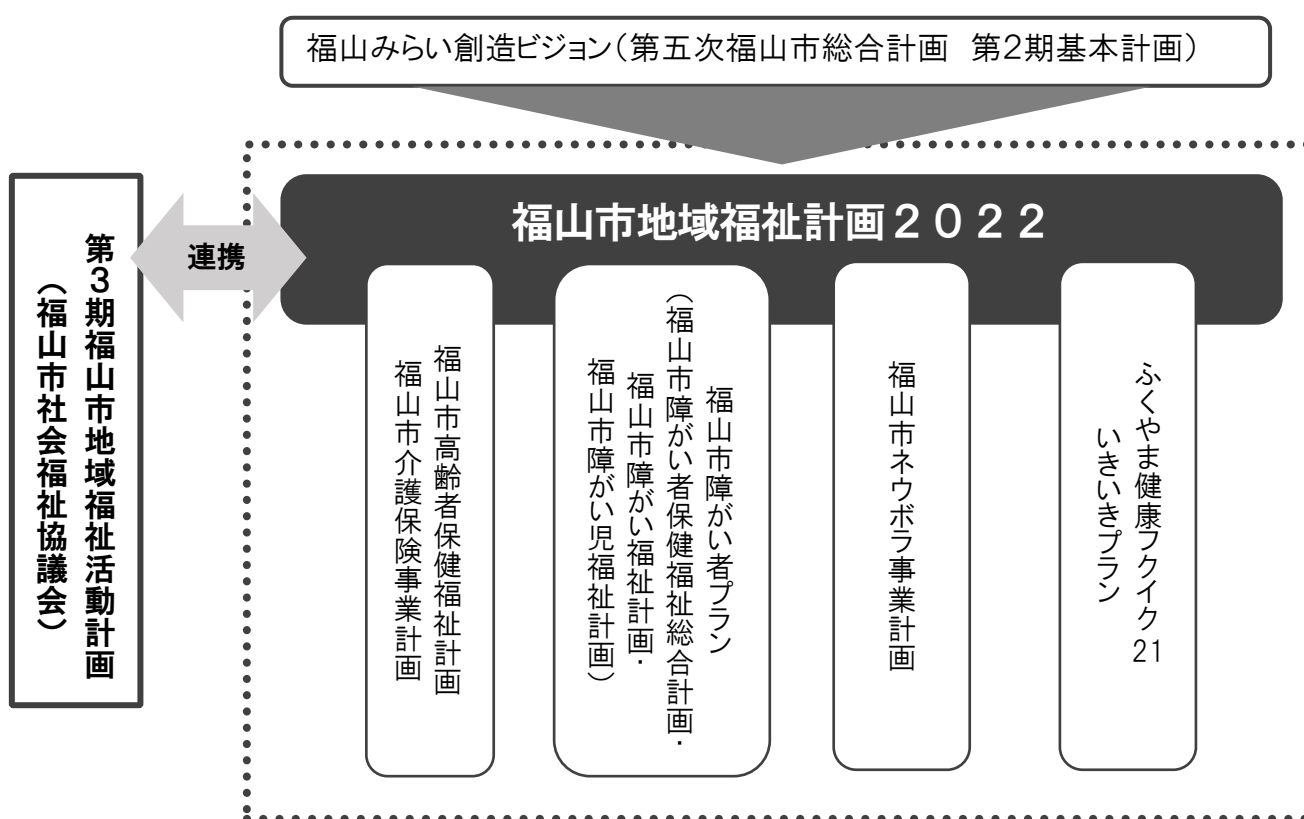 福山みらい創造ビジョン(第五次福山市総合計画　第2期基本計画)
福山市地域福祉計画２０２２
連携
第３期福山市地域福祉活動計画
(福山市社会福祉協議会)
福山市高齢者保健福祉計画
福山市介護保険事業計画
福山市障がい者プラン
(福山市障がい者保健福祉総合計画・
福山市障がい福祉計画・
福山市障がい児福祉計画)
福山市ネウボラ事業計画
ふくやま健康フクイク21
いきいきプラン